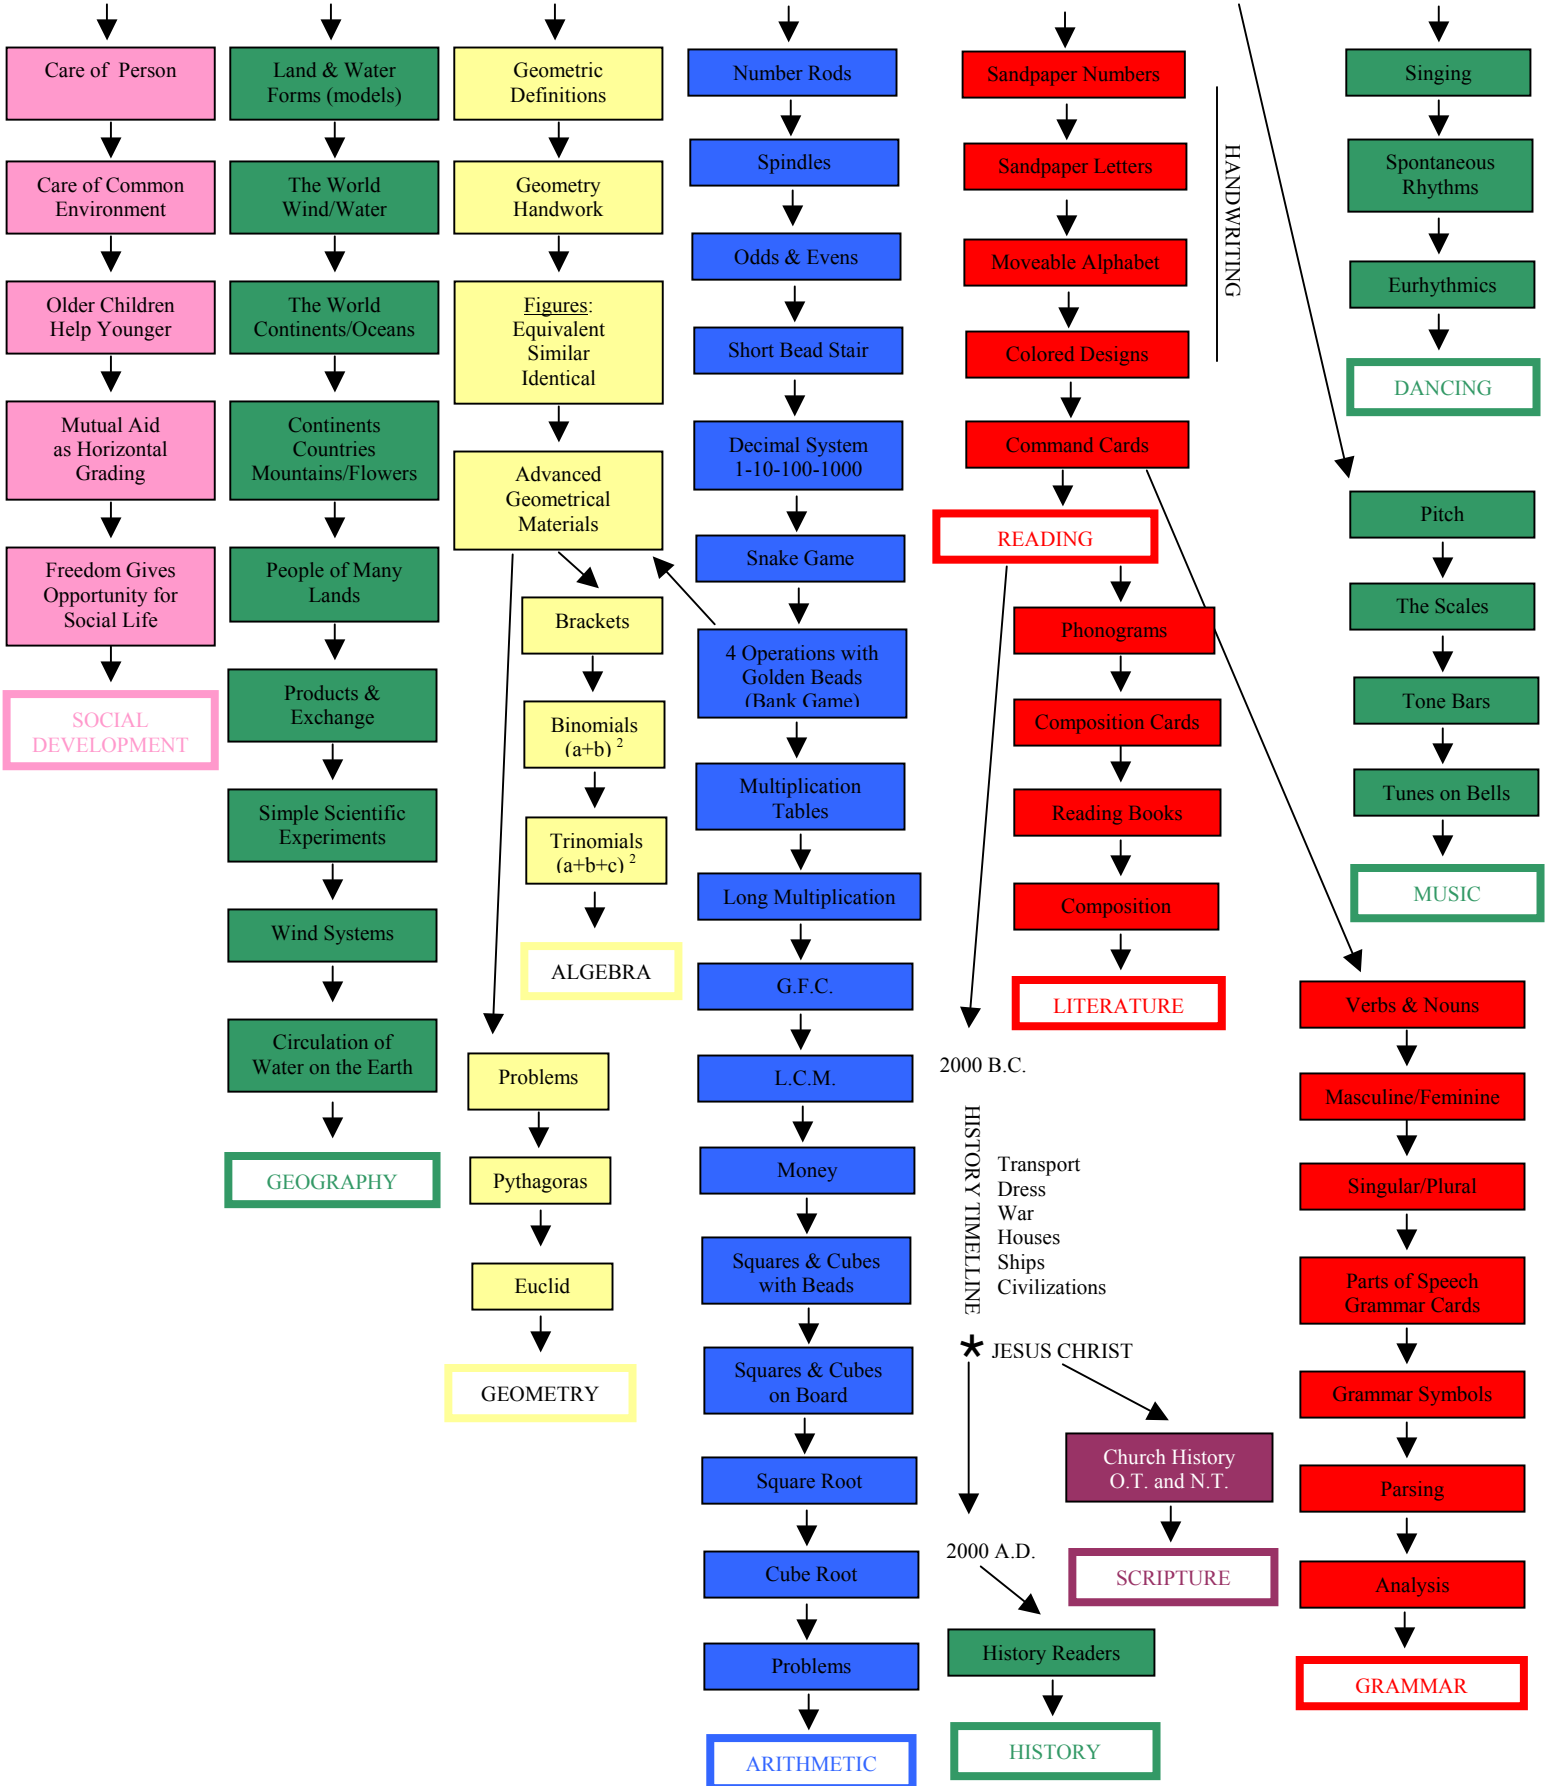 Care of  Person
Care of Common
Environment
Older Children
Help Younger
Mutual Aid
as Horizontal
Grading
Freedom Gives
Opportunity for
Social Life
SOCIAL
DEVELOPMENT
Land & Water
Forms (models)
The World
Wind/Water
The World
Continents/Oceans
Continents
Countries
Mountains/Flowers
People of Many
Lands
Products &
Exchange
Simple Scientific
Experiments
Wind Systems
Circulation of
Water on the Earth
GEOGRAPHY
Geometric
Definitions
Geometry
Handwork
Figures:
Equivalent
Similar
Identical
Advanced
Geometrical
Materials
Brackets
Binomials
(a+b) 2
Trinomials
(a+b+c) 2
ALGEBRA
Problems
Pythagoras
Euclid
GEOMETRY
Number Rods
Spindles
Odds & Evens
Short Bead Stair
Decimal System
1-10-100-1000
Snake Game
4 Operations with
Golden Beads
(Bank Game)
Multiplication
Tables
Long Multiplication
G.F.C.
L.C.M.
Money
Squares & Cubes
with Beads
Squares & Cubes
on Board
Square Root
Cube Root
Problems
ARITHMETIC
Sandpaper Numbers
Sandpaper Letters
Moveable Alphabet
Colored Designs
Command Cards
HANDWRITING
READING
Phonograms
Composition Cards
Reading Books
Composition
LITERATURE
2000 B.C.
HISTORY TIMELLINE
Transport
Dress
War
Houses
Ships
Civilizations
* JESUS CHRIST
Church History
O.T. and N.T.
SCRIPTURE
2000 A.D.
History Readers
HISTORY
Singing
Spontaneous
Rhythms
Eurhythmics
DANCING
Pitch
The Scales
Tone Bars
Tunes on Bells
MUSIC
Verbs & Nouns
Masculine/Feminine
Singular/Plural
Parts of Speech
Grammar Cards
Grammar Symbols
Parsing
Analysis
GRAMMAR